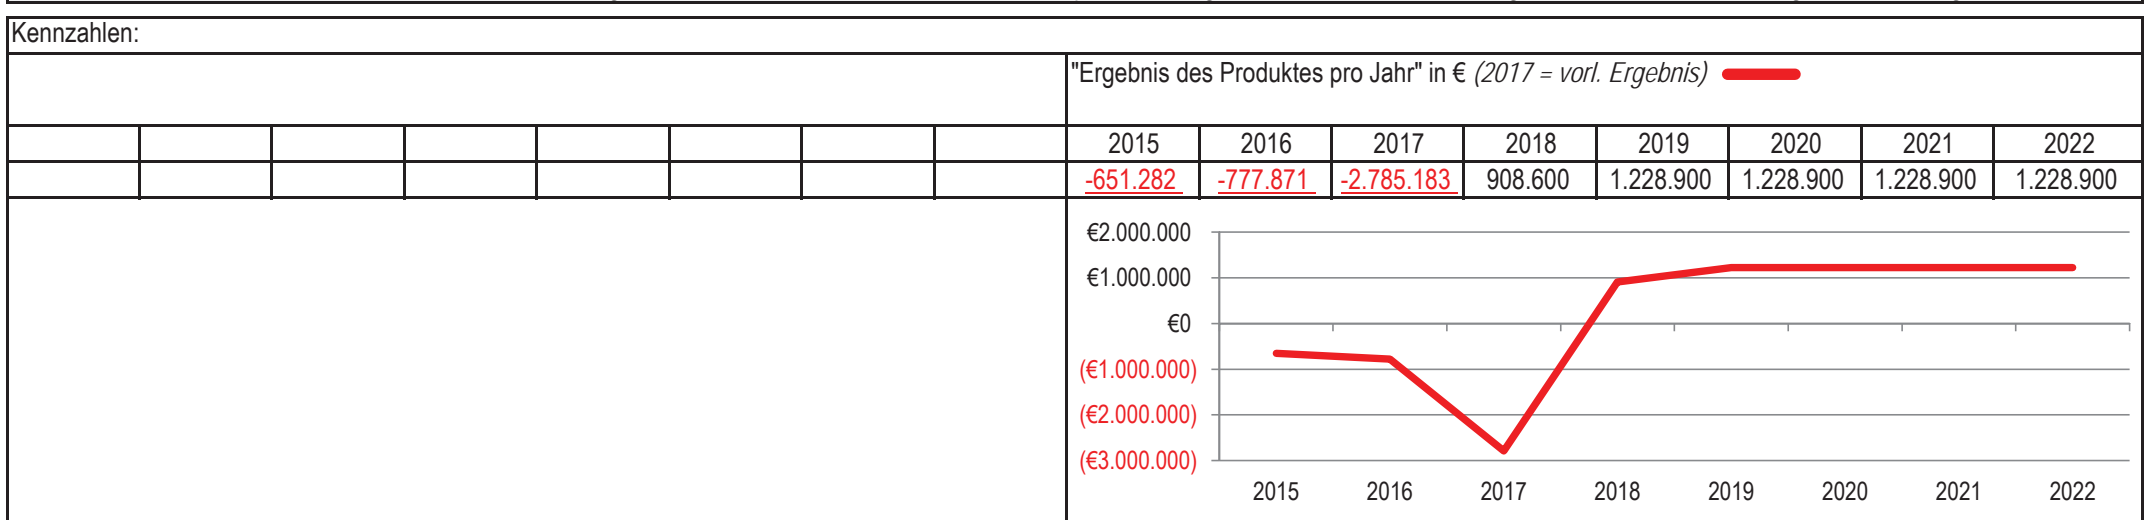 Kennzahlen:
"Ergebnis des Produktes pro Jahr" in € (2017 = vorl. Ergebnis)
2015 2016 2017 2018 2019 2020 2021 2022
-651.282 -777.871 -2.785.183 908.600 1.228.900 1.228.900 1.228.900 1.228.900
€2.000.000
€1.000.000
€0
(€1.000.000)
(€2.000.000)
(€3.000.000)
2015 2016 2017 2018 2019 2020 2021 2022